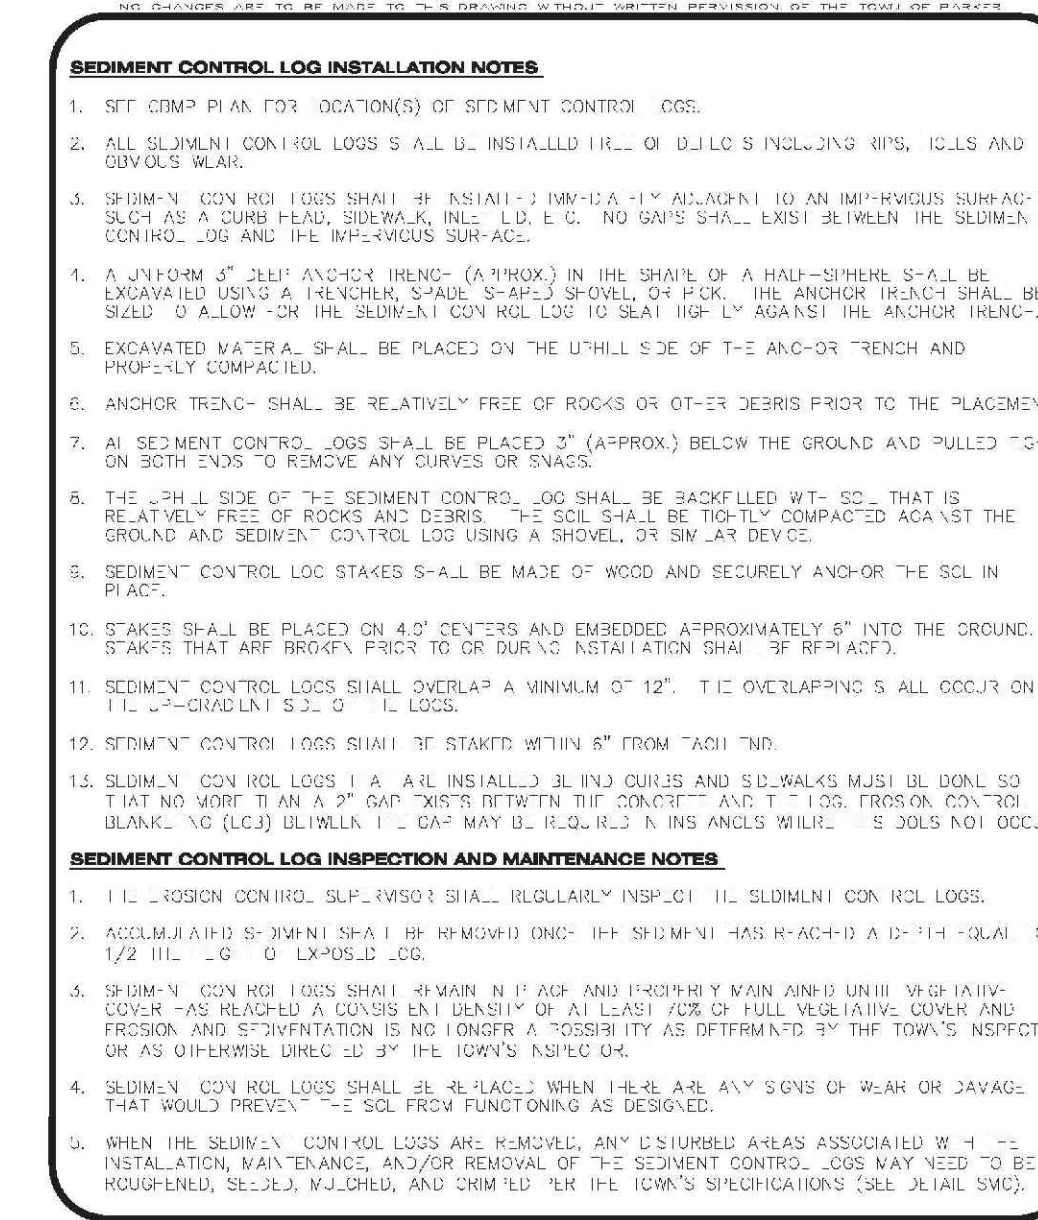 NO CHANGES ARE TO BE MADE TO THIS DRAWING WITHOUT WRITTEN PERMISSION OF THE TOWN OF PARKER
SEDIMENT CONTROL LOG INSTALLATION NOTES
1. SEE CBMP PLAN FOR LOCATION(S) OF SEDIMENT CONTROL LOGS.
2. ALL SEDIMENT CONTROL LOGS SHALL BE INSTALLED FREE OF DEFECTS INCLUDING RIPS, HOLES AND
OBVIOUS WEAR.
3. SEDIMENT CONTROL LOGS SHALL BE INSTALLED IMMEDIATELY ADJACENT TO AN IMPERVIOUS SURFACE
SUCH AS A CURB HEAD, SIDEWALK, INLET LID, ETC. NO GAPS SHALL EXIST BETWEEN THE SEDIMEN
CONTROL LOG AND THE IMPERVIOUS SURFACE.
4. A UNIFORM 3" DEEP ANCHOR TRENCH (APPROX.) IN THE SHAPE OF A HALF-SPHERE SHALL BE
EXCAVATED USING A TRENCHER, SPADE SHAPED SHOVEL, OR PICK. THE ANCHOR TRENCH SHALL BE
SIZED TO ALLOW FOR THE SEDIMENT CONTROL LOG TO SEAT TIGHTLY AGAINST THE ANCHOR TRENCH.
5. EXCAVATED MATERIAL SHALL BE PLACED ON THE UPHILL SIDE OF THE ANCHOR TRENCH AND
PROPERLY COMPACTED.
6. ANCHOR TRENCH SHALL BE RELATIVELY FREE OF ROCKS OR OTHER DEBRIS PRIOR TO THE PLACEMEN
7. All SEDIMENT CONTROL LOGS SHALL BE PLACED 3" (APPROX.) BELOW THE GROUND AND PULLED TIGH
ON BOTH ENDS TO REMOVE ANY CURVES OR SNAGS.
8. THE UPHILL SIDE OF THE SEDIMENT CONTROL LOG SHALL BE BACKFILLED WITH SOIL THAT IS
RELATIVELY FREE OF ROCKS AND DEBRIS. THE SOIL SHALL BE TIGHTLY COMPACTED AGAINST THE
GROUND AND SEDIMENT CONTROL LOG USING A SHOVEL, OR SIMILAR DEVICE.
9. SEDIMENT CONTROL LOG STAKES SHALL BE MADE OF WOOD AND SECURELY ANCHOR THE SCL IN
PLACE.
10. STAKES SHALL BE PLACED ON 4.0' CENTERS AND EMBEDDED APPROXIMATELY 6" INTO THE GROUND.
STAKES THAT ARE BROKEN PRIOR TO OR DURING INSTALLATION SHALL BE REPLACED.
11. SEDIMENT CONTROL LOGS SHALL OVERLAP A MINIMUM OF 12". THE OVERLAPPING SHALL OCCUR ON
THE UP-GRADIENT SIDE OF THE LOGS.
12. SEDIMENT CONTROL LOGS SHALL BE STAKED WITHIN 6" FROM EACH END.
13. SEDIMENT CONTROL LOGS THAT ARE INSTALLED BEHIND CURBS AND SIDEWALKS MUST BE DONE SO
THAT NO MORE THAN A 2" GAP EXISTS BETWEEN THE CONCRETE AND THE LOG. EROSION CONTROL
BLANKETING (ECB) BETWEEN THE GAP MAY BE REQUIRED IN INSTANCES WHERE THIS DOES NOT OCCU
SEDIMENT CONTROL LOG INSPECTION AND MAINTENANCE NOTES
1. THE EROSION CONTROL SUPERVISOR SHALL REGULARLY INSPECT THE SEDIMENT CONTROL LOGS.
2. ACCUMULATED SEDIMENT SHALL BE REMOVED ONCE THE SEDIMENT HAS REACHED A DEPTH EQUAL TO
1/2 THE HEIGHT OF EXPOSED LOG.
3. SEDIMENT CONTROL LOGS SHALL REMAIN IN PLACE AND PROPERLY MAINTAINED UNTIL VEGETATIVE
COVER HAS REACHED A CONSISTENT DENSITY OF AT LEAST 70% OF FULL VEGETATIVE COVER AND
EROSION AND SEDIMENTATION IS NO LONGER A POSSIBILITY AS DETERMINED BY THE TOWN'S INSPECT
OR AS OTHERWISE DIRECTED BY THE TOWN'S INSPECTOR.
4. SEDIMENT CONTROL LOGS SHALL BE REPLACED WHEN THERE ARE ANY SIGNS OF WEAR OR DAMAGE
THAT WOULD PREVENT THE SCL FROM FUNCTIONING AS DESIGNED.
5. WHEN THE SEDIMENT CONTROL LOGS ARE REMOVED, ANY DISTURBED AREAS ASSOCIATED WITH THE
INSTALLATION, MAINTENANCE, AND/OR REMOVAL OF THE SEDIMENT CONTROL LOGS MAY NEED TO BE
ROUGHENED, SEEDED, MULCHED, AND CRIMPED PER THE TOWN'S SPECIFICATIONS (SEE DETAIL SMC).